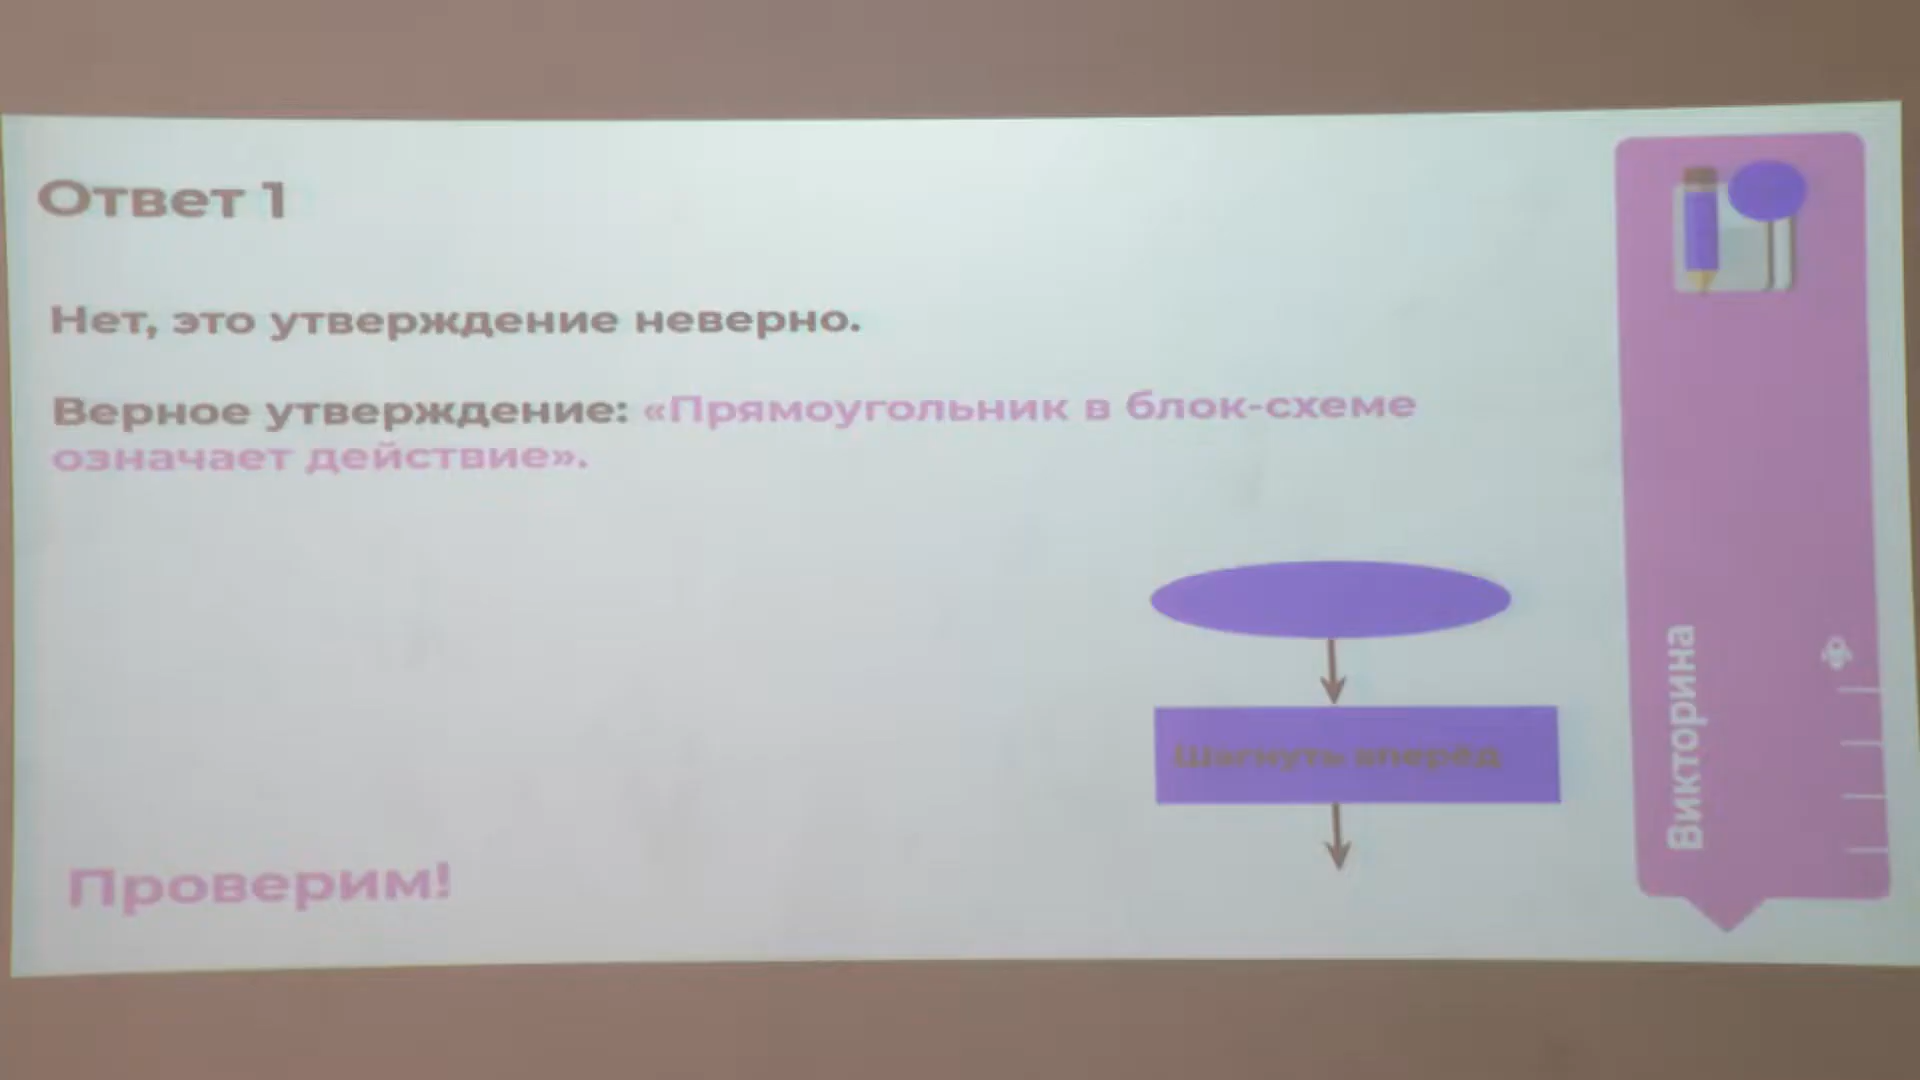 Ответ 1
Нет, это утверждение неверно.
Верное утверждение: «Прямоугольник в блок-схеме
означает действие».
Шагнуть вперёд
Проверим!
Викторина